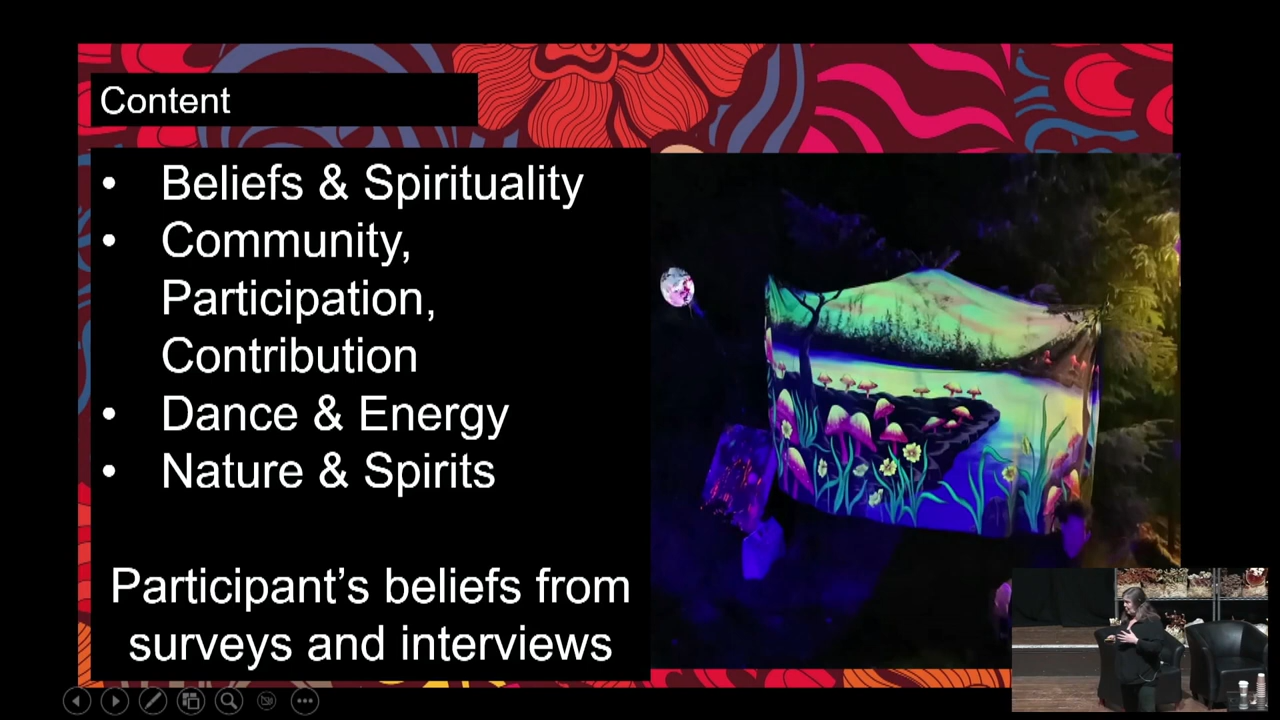 Content
• Beliefs & Spirituality
• Community,
Participation,
Contribution
• Dance & Energy
• Nature & Spirits
Participant’s beliefs from
surveys and interviews